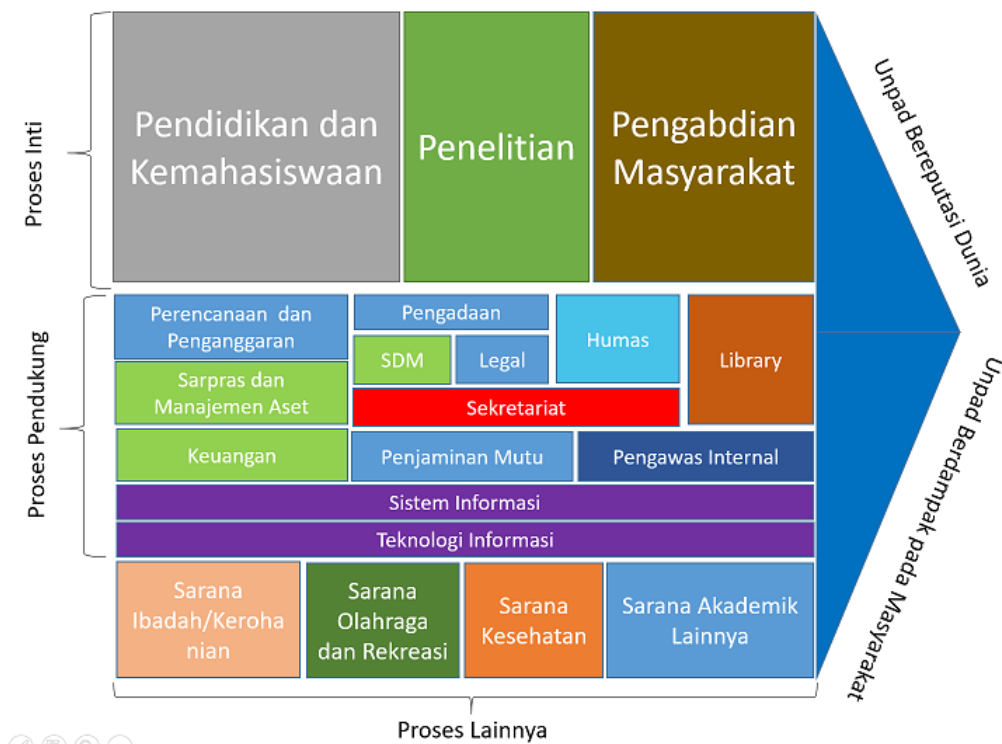 Proses Inti
Pendidikan dan
Kemahasiswaan
Penelitian
Pengabdian
Masyarakat
Unpad Bereputasi Dunia
Proses Pendukung
Perencanaan dan
Penganggaran
Pengadaan
Humas
Library
SDM
Legal
Sarpras dan
Manajemen Aset
Sekretariat
Keuangan
Penjaminan Mutu
Pengawas Internal
Sistem Informasi
Teknologi Informasi
Unpad Berdampak pada Masyarakat
Sarana
Ibadah/Keroha
nian
Sarana
Olahraga
dan Rekreasi
Sarana
Kesehatan
Sarana Akademik
Lainnya
Proses Lainnya